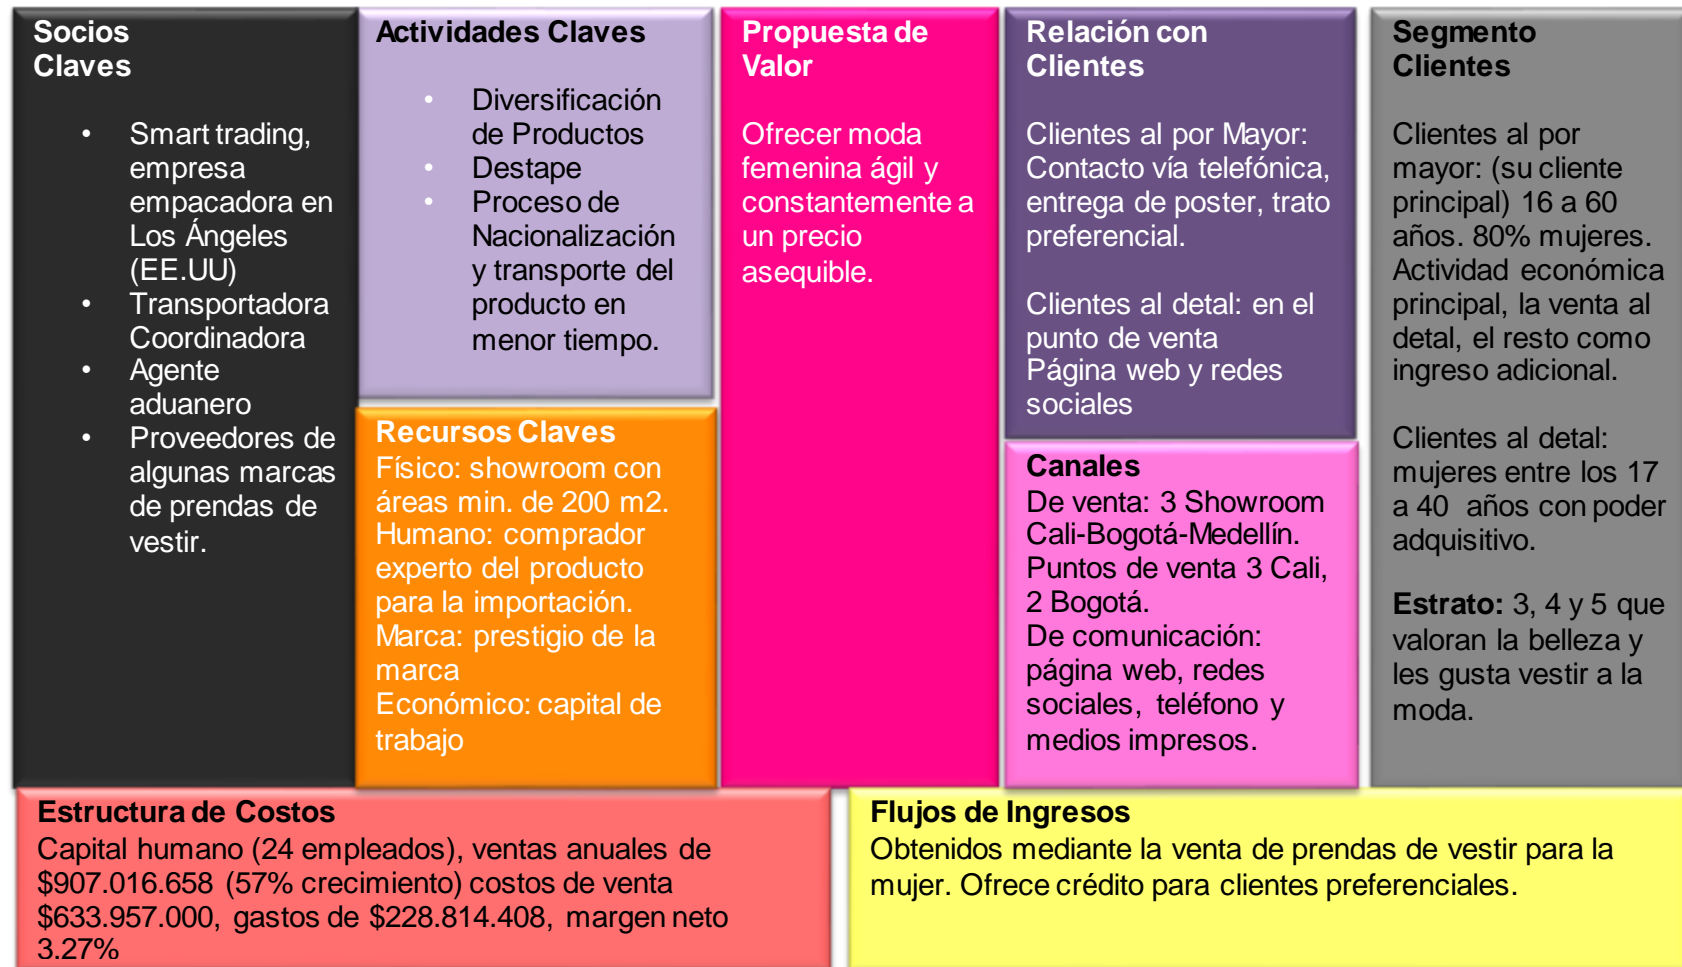 Socios
Claves
• Smart trading,
empresa
empacadora en
Los Ángeles
(EE.UU)
• Transportadora
Coordinadora
• Agente
aduanero
• Proveedores de
algunas marcas
de prendas de
vestir.
Actividades Claves
• Diversificación
de Productos
• Destape
• Proceso de
Nacionalización
y transporte del
producto en
menor tiempo.
Recursos Claves
Físico: showroom con
áreas min. de 200 m2.
Humano: comprador
experto del producto
para la importación.
Marca: prestigio de la
marca
Económico: capital de
trabajo
Propuesta de
Valor
Ofrecer moda
femenina ágil y
constantemente a
un precio
asequible.
Relación con
Clientes
Clientes al por Mayor:
Contacto vía telefónica,
entrega de poster, trato
preferencial.
Clientes al detal: en el
punto de venta
Página web y redes
sociales
Canales
De venta: 3 Showroom
Cali-Bogotá-Medellín.
Puntos de venta 3 Cali,
2 Bogotá.
De comunicación:
página web, redes
sociales, teléfono y
medios impresos.
Segmento
Clientes
Clientes al por
mayor: (su cliente
principal) 16 a 60
años. 80% mujeres.
Actividad económica
principal, la venta al
detal, el resto como
ingreso adicional.
Clientes al detal:
mujeres entre los 17
a 40 años con poder
adquisitivo.
Estrato: 3, 4 y 5 que
valoran la belleza y
les gusta vestir a la
moda.
Estructura de Costos
Capital humano (24 empleados), ventas anuales de
$907.016.658 (57% crecimiento) costos de venta
$633.957.000, gastos de $228.814.408, margen neto
3.27%
Flujos de Ingresos
Obtenidos mediante la venta de prendas de vestir para la
mujer. Ofrece crédito para clientes preferenciales.